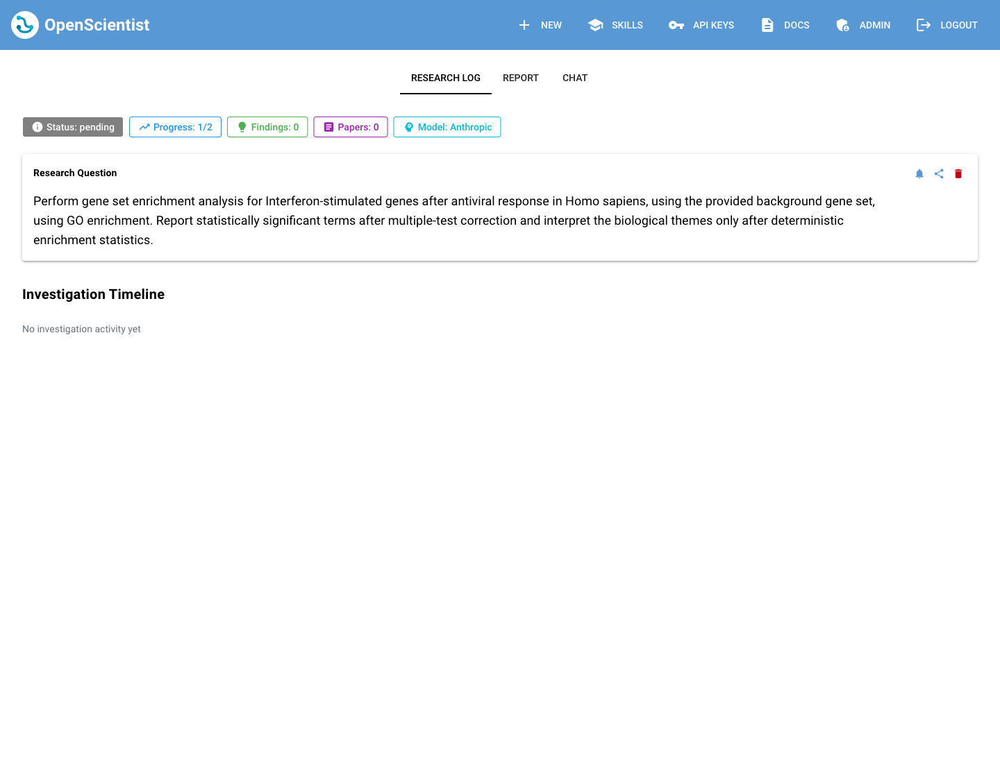 OpenScientist
NEW
SKILLS
API KEYS
DOCS
ADMIN
LOGOUT
RESEARCH LOG
REPORT
CHAT
Status: pending
Progress: 1/2
Findings: 0
Papers: 0
Model: Anthropic
Research Question
Perform gene set enrichment analysis for Interferon-stimulated genes after antiviral response in Homo sapiens, using the provided background gene set,
using GO enrichment. Report statistically significant terms after multiple-test correction and interpret the biological themes only after deterministic
enrichment statistics.
Investigation Timeline
No investigation activity yet